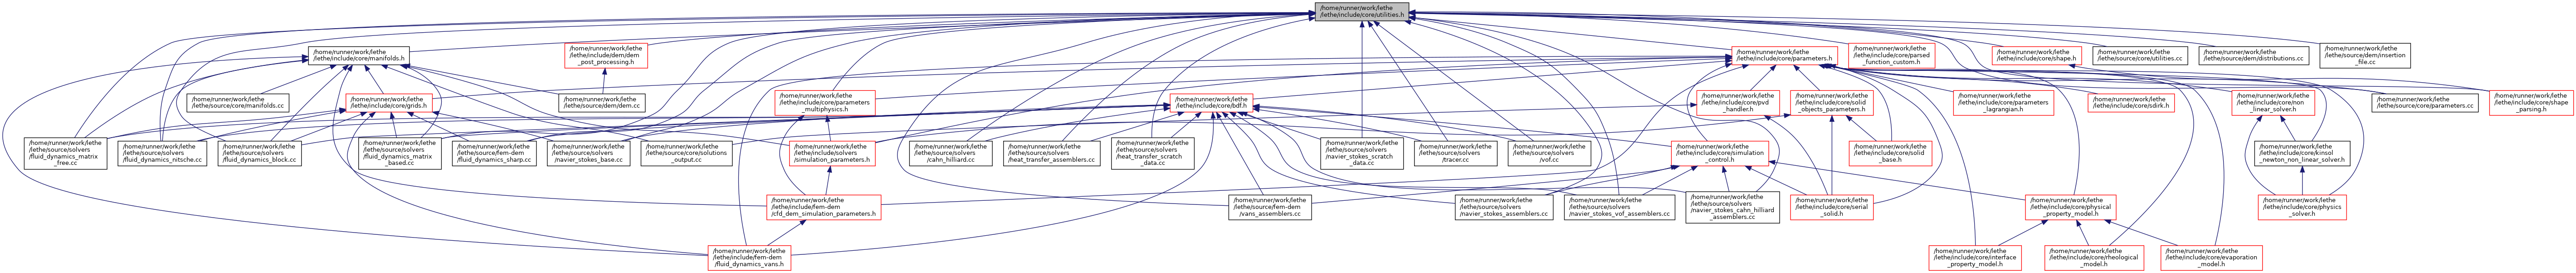 /home/runner/work/lethe
/lethe/include/core/utilities.h
/home/runner/work/lethe
/lethe/include/core/manifolds.h
/home/runner/work/lethe
/lethe/include/dem/dem
_post_processing.h
/home/runner/work/lethe
/lethe/include/core/parameters.h
/home/runner/work/lethe
/lethe/include/core/parsed
_function_custom.h
/home/runner/work/lethe
/lethe/include/core/shape.h
/home/runner/work/lethe
/lethe/source/core/utilities.cc
/home/runner/work/lethe
/lethe/source/dem/distributions.cc
/home/runner/work/lethe
/lethe/source/dem/insertion
_file.cc
/home/runner/work/lethe
/lethe/source/core/manifolds.cc
/home/runner/work/lethe
/lethe/include/core/grids.h
/home/runner/work/lethe
/lethe/source/dem/dem.cc
/home/runner/work/lethe
/lethe/include/core/parameters
_multiphysics.h
/home/runner/work/lethe
/lethe/include/core/bdf.h
/home/runner/work/lethe
/lethe/include/core/pvd
_handler.h
/home/runner/work/lethe
/lethe/include/core/solid
_objects_parameters.h
/home/runner/work/lethe
/lethe/include/core/parameters
_lagrangian.h
/home/runner/work/lethe
/lethe/include/core/sdirk.h
/home/runner/work/lethe
/lethe/include/core/non
_linear_solver.h
/home/runner/work/lethe
/lethe/source/core/parameters.cc
/home/runner/work/lethe
/lethe/include/core/shape
_parsing.h
/home/runner/work/lethe
/lethe/source/solvers
/fluid_dynamics_matrix
_free.cc
/home/runner/work/lethe
/lethe/source/solvers
/fluid_dynamics_nitsche.cc
/home/runner/work/lethe
/lethe/source/solvers
/fluid_dynamics_block.cc
/home/runner/work/lethe
/lethe/source/solvers
/fluid_dynamics_matrix
_based.cc
/home/runner/work/lethe
/lethe/source/fem-dem
/fluid_dynamics_sharp.cc
/home/runner/work/lethe
/lethe/source/solvers
/navier_stokes_base.cc
/home/runner/work/lethe
/lethe/source/core/solutions
_output.cc
/home/runner/work/lethe
/lethe/include/solvers
/simulation_parameters.h
/home/runner/work/lethe
/lethe/source/solvers
/cahn_hilliard.cc
/home/runner/work/lethe
/lethe/source/solvers
/heat_transfer_assemblers.cc
/home/runner/work/lethe
/lethe/source/solvers
/heat_transfer_scratch
_data.cc
/home/runner/work/lethe
/lethe/source/solvers
/navier_stokes_scratch
_data.cc
/home/runner/work/lethe
/lethe/source/solvers
/tracer.cc
/home/runner/work/lethe
/lethe/source/solvers
/vof.cc
/home/runner/work/lethe
/lethe/include/core/simulation
_control.h
/home/runner/work/lethe
/lethe/include/core/solid
_base.h
/home/runner/work/lethe
/lethe/include/core/kinsol
_newton_non_linear_solver.h
/home/runner/work/lethe
/lethe/include/fem-dem
/cfd_dem_simulation_parameters.h
/home/runner/work/lethe
/lethe/source/fem-dem
/vans_assemblers.cc
/home/runner/work/lethe
/lethe/source/solvers
/navier_stokes_assemblers.cc
/home/runner/work/lethe
/lethe/source/solvers
/navier_stokes_vof_assemblers.cc
/home/runner/work/lethe
/lethe/source/solvers
/navier_stokes_cahn_hilliard
_assemblers.cc
/home/runner/work/lethe
/lethe/include/core/serial
_solid.h
/home/runner/work/lethe
/lethe/include/core/physical
_property_model.h
/home/runner/work/lethe
/lethe/include/core/physics
_solver.h
/home/runner/work/lethe
/lethe/include/fem-dem
/fluid_dynamics_vans.h
/home/runner/work/lethe
/lethe/include/core/interface
_property_model.h
/home/runner/work/lethe
/lethe/include/core/rheological
_model.h
/home/runner/work/lethe
/lethe/include/core/evaporation
_model.h